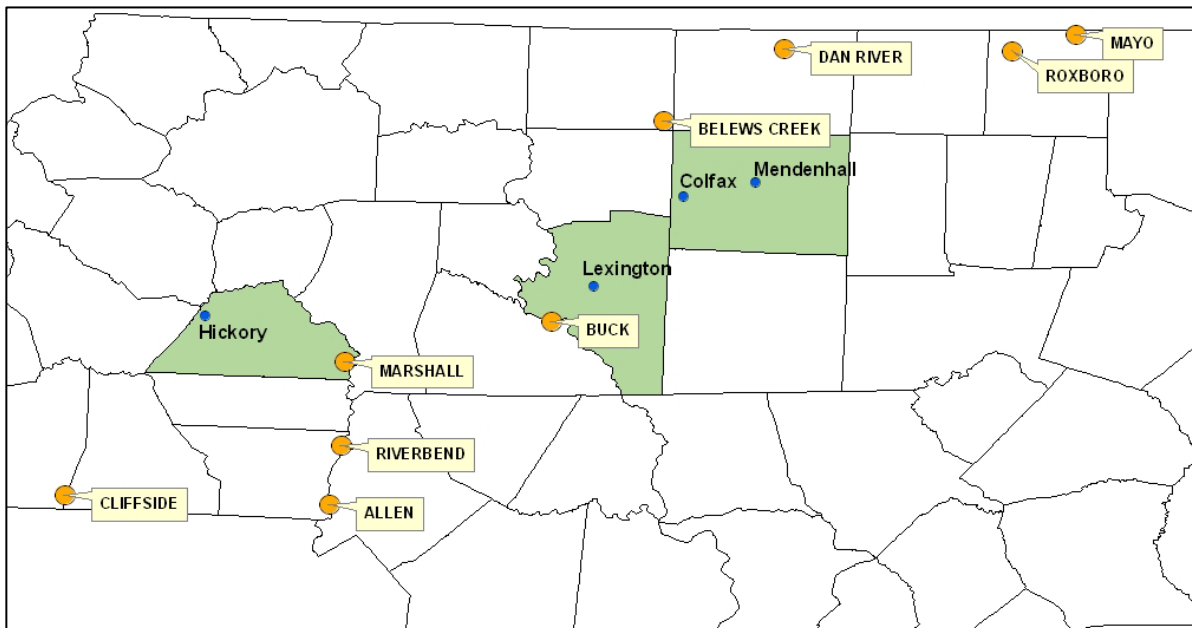 DAN RIVER
MAYO
ROXBORO
BELEWS CREEK
Mendenhall
Colfax
Lexington
Hickory
BUCK
MARSHALL
RIVERBEND
CLIFFSIDE
ALLEN